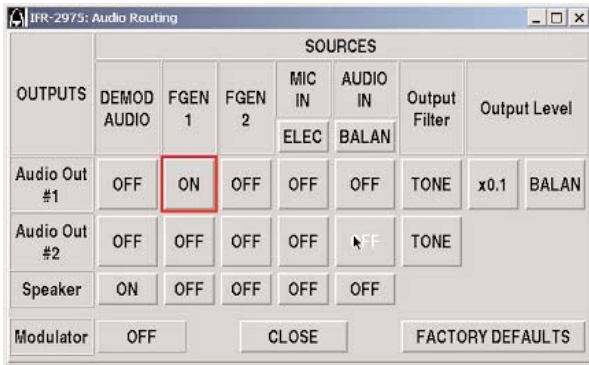 IFR-2975: Audio Routing
SOURCES
OUTPUTS DEMOD AUDIO FGEN 1 FGEN 2 MIC IN AUDIO IN Output Filter Output Level
ELEC BALAN
Audio Out #1 OFF ON OFF OFF OFF TONE x0.1 BALAN
Audio Out #2 OFF OFF OFF OFF OFF TONE
Speaker ON OFF OFF OFF OFF
Modulator OFF CLOSE FACTORY DEFAULTS